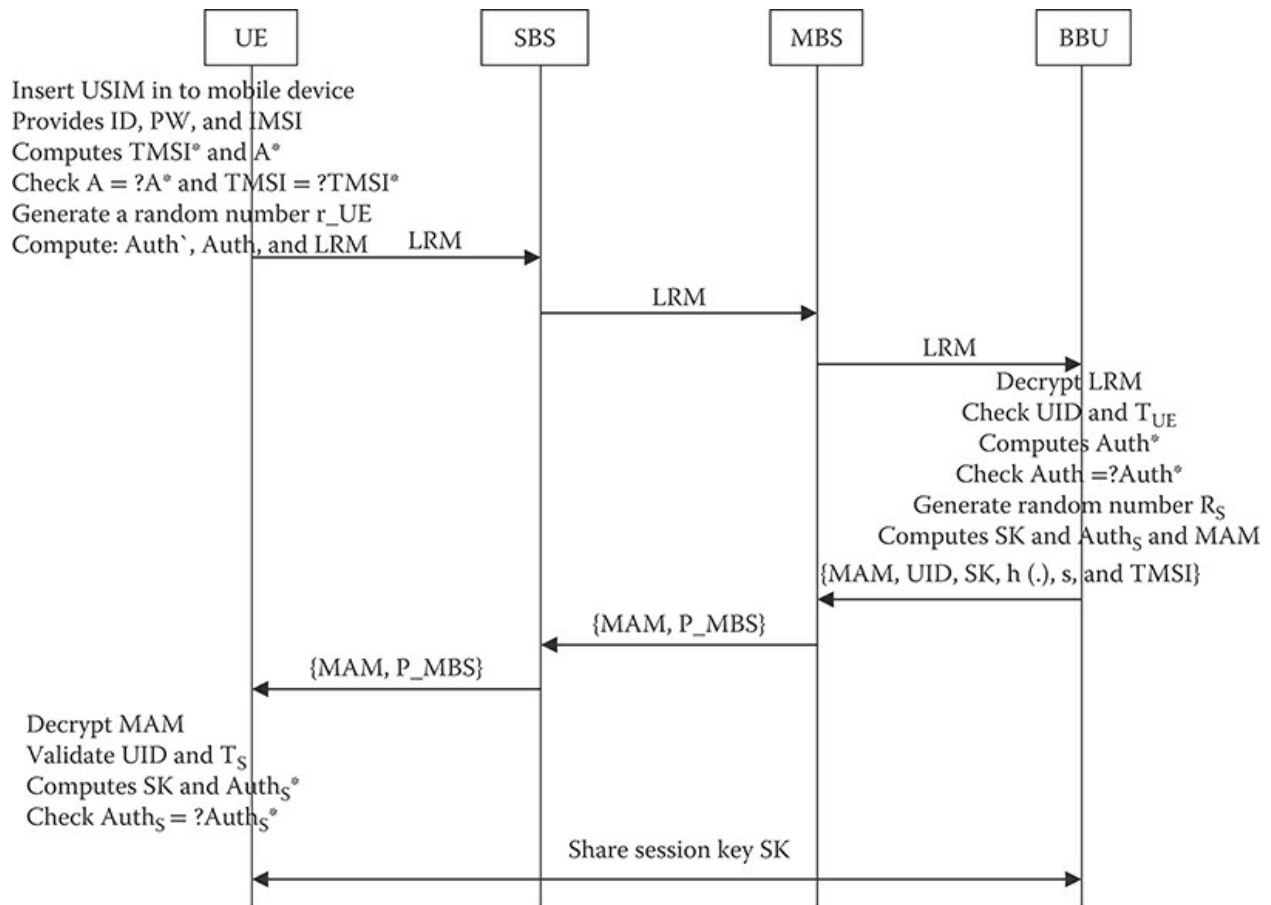 UE
SBS
MBS
BBU
Insert USIM in to mobile device
Provides ID, PW, and IMSI
Computes TMSI* and A*
Check A = ?A* and TMSI = ?TMSI*
Generate a random number r_UE
Compute: Auth`, Auth, and LRM
LRM
LRM
LRM
Decrypt LRM
Check UID and T_UE
Computes Auth*
Check Auth =?Auth*
Generate random number R_S
Computes SK and Auth_S and MAM
{MAM, UID, SK, h (.), s, and TMSI}
{MAM, P_MBS}
{MAM, P_MBS}
Decrypt MAM
Validate UID and T_S
Computes SK and Auth_S*
Check Auth_S = ?Auth_S*
Share session key SK